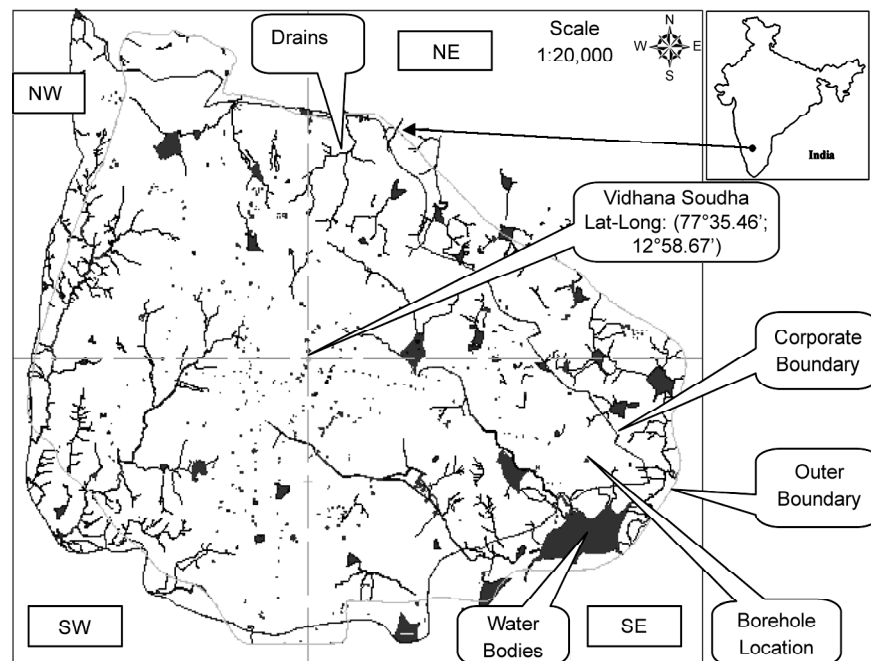 Drains
NE
Scale
1:20,000
N
W
E
S
NW
India
Vidhana Soudha
Lat-Long: (77°35.46’;
12°58.67’)
Corporate
Boundary
Outer
Boundary
SW
Water
Bodies
SE
Borehole
Location